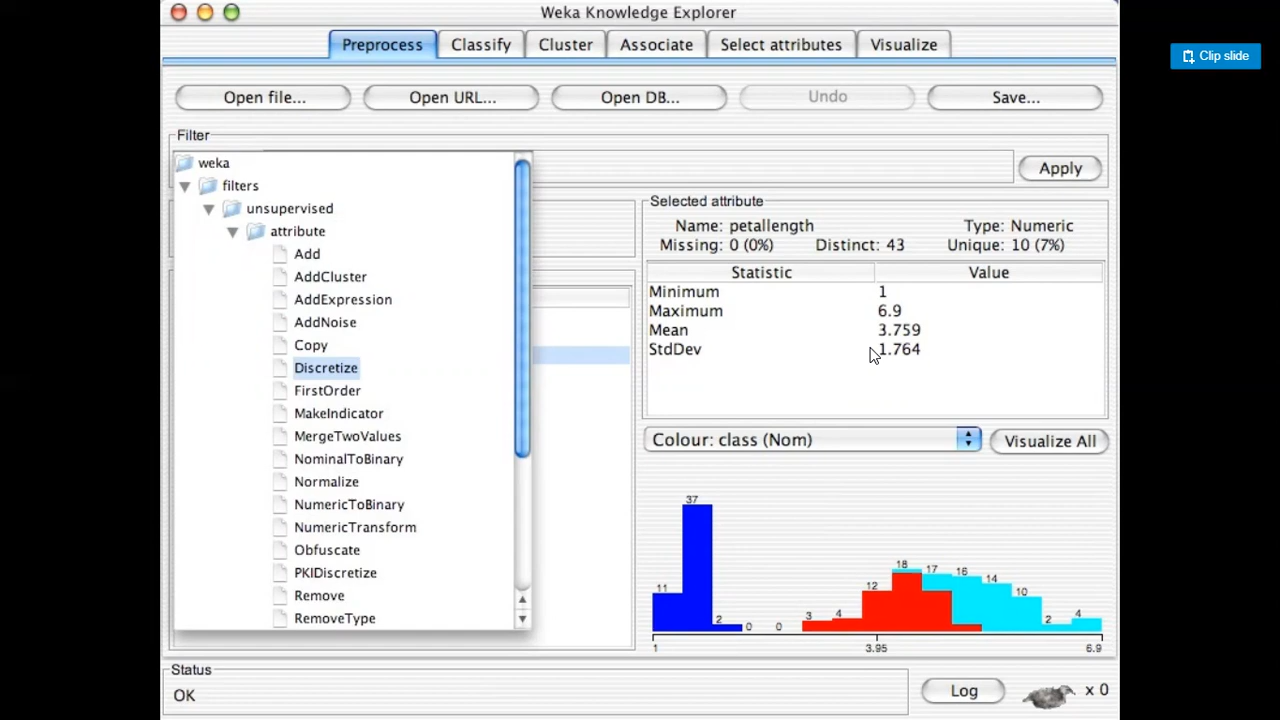 Weka Knowledge Explorer
Clip slide
Preprocess Classify Cluster Associate Select attributes Visualize
Open file... Open URL... Open DB... Undo Save...
Filter
weka
filters
unsupervised
attribute
Add
AddCluster
AddExpression
AddNoise
Copy
Discretize
FirstOrder
MakeIndicator
MergeTwoValues
NominalToBinary
Normalize
NumericToBinary
NumericTransform
Obfuscate
PKIDiscretize
Remove
RemoveType
Apply
Selected attribute
Name: petallength Type: Numeric
Missing: 0 (0%) Distinct: 43 Unique: 10 (7%)
Statistic Value
Minimum 1
Maximum 6.9
Mean 3.759
StdDev 1.764
Colour: class (Nom) Visualize All
11 37 2 0 0 3 4 12 18 17 16 14 10 2 4
1 3.95 6.9
Status
OK Log x 0